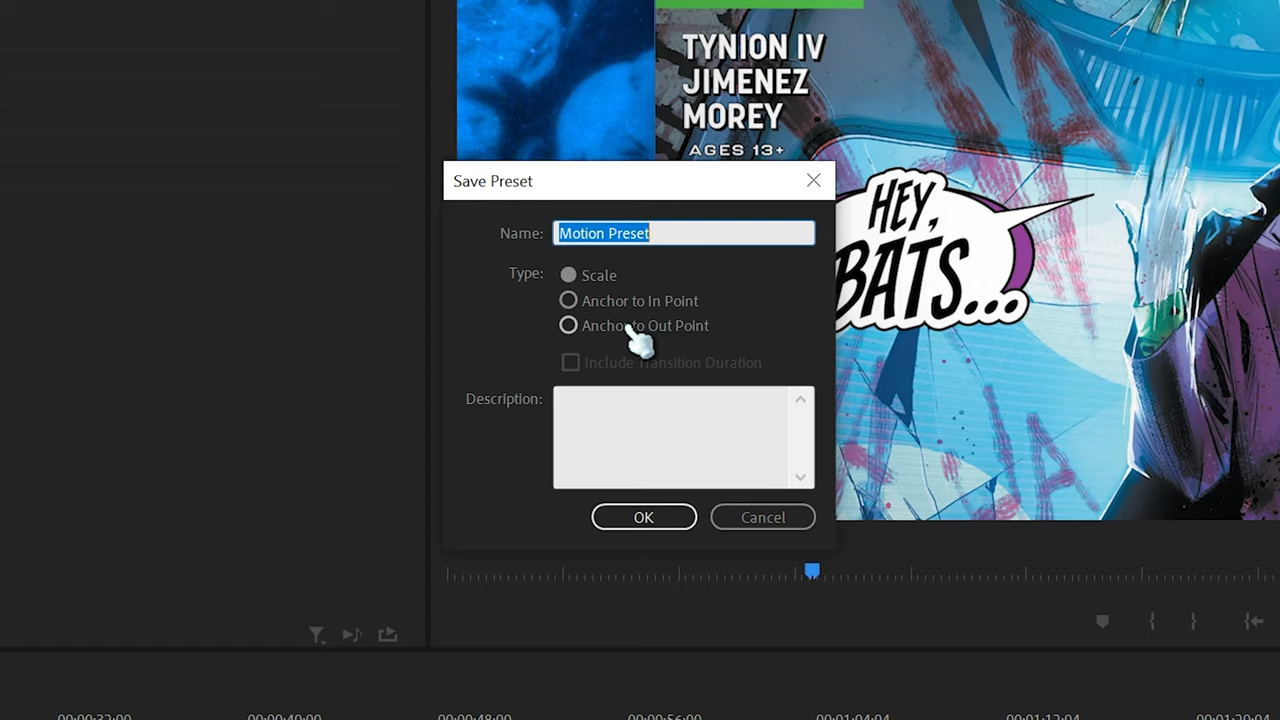 TYNION IV
JIMENEZ
MOREY
AGES 13+
Save Preset
HEY,
BATS...
Name: Motion Preset
Type: Scale
Anchor to In Point
Anchor to Out Point
Include Transition Duration
Description:
OK Cancel
00:00:32:00 00:00:40:00 00:00:48:00 00:00:56:00 00:01:04:04 00:01:12:04 00:01:20:04